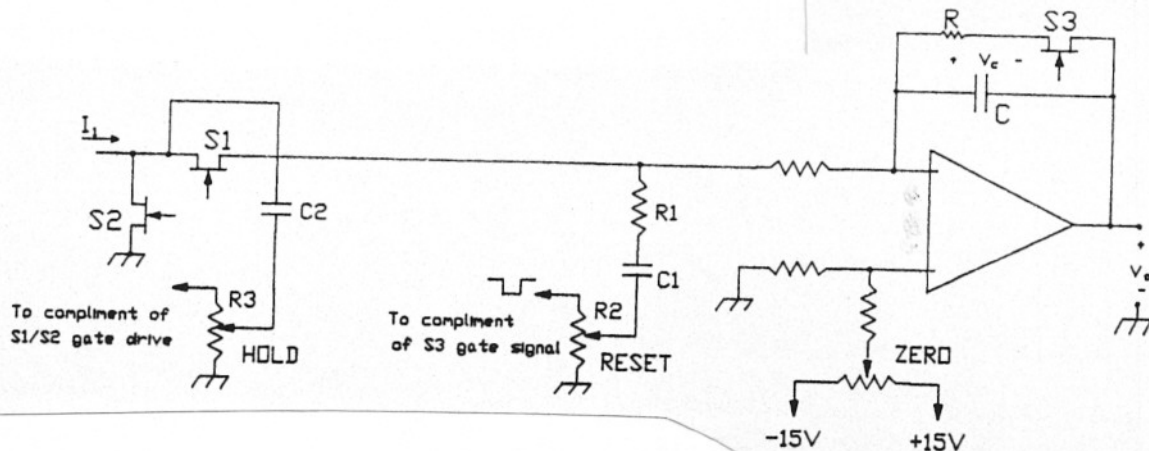 R
S3
+ Vc -
C
I1
S1
C2
S2
R1
C1
R3
R2
To compliment of
S1/S2 gate drive
HOLD
To compliment
of S3 gate signal
RESET
ZERO
-15V
+15V
+
-